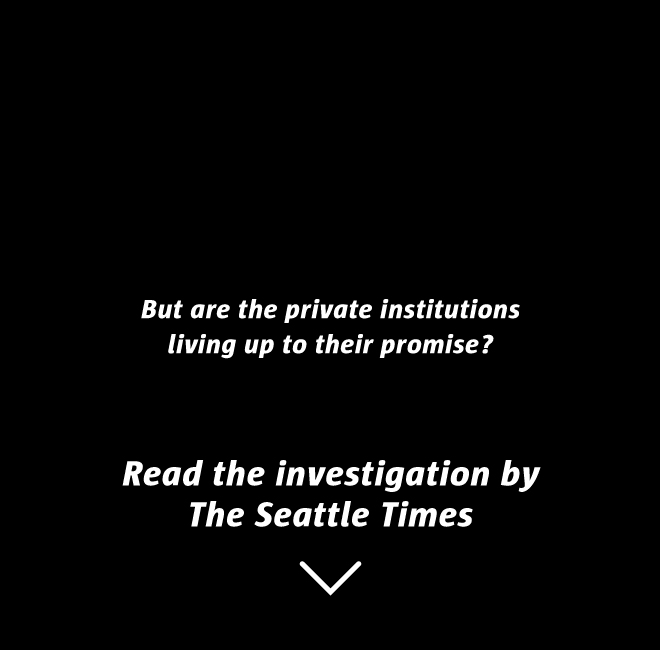 But are the private institutions
living up to their promise?
Read the investigation by
The Seattle Times